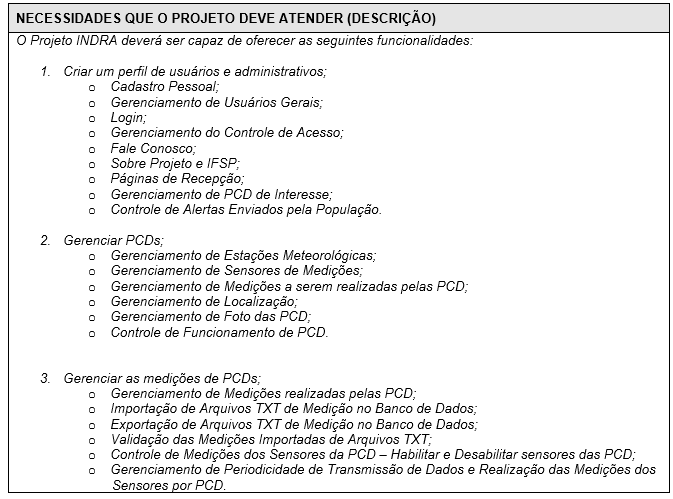 NECESSIDADES QUE O PROJETO DEVE ATENDER (DESCRIÇÃO)
O Projeto INDRA deverá ser capaz de oferecer as seguintes funcionalidades:
1. Criar um perfil de usuários e administrativos;
o Cadastro Pessoal;
o Gerenciamento de Usuários Gerais;
o Login;
o Gerenciamento do Controle de Acesso;
o Fale Conosco;
o Sobre Projeto e IFSP;
o Páginas de Recepção;
o Gerenciamento de PCD de Interesse;
o Controle de Alertas Enviados pela População.
2. Gerenciar PCDs;
o Gerenciamento de Estações Meteorológicas;
o Gerenciamento de Sensores de Medições;
o Gerenciamento de Medições a serem realizadas pelas PCD;
o Gerenciamento de Localização;
o Gerenciamento de Foto das PCD;
o Controle de Funcionamento de PCD.
3. Gerenciar as medições de PCDs;
o Gerenciamento de Medições realizadas pelas PCD;
o Importação de Arquivos TXT de Medição no Banco de Dados;
o Exportação de Arquivos TXT de Medição no Banco de Dados;
o Validação das Medições Importadas de Arquivos TXT;
o Controle de Medições dos Sensores da PCD – Habilitar e Desabilitar sensores das PCD;
o Gerenciamento de Periodicidade de Transmissão de Dados e Realização das Medições dos
Sensores por PCD.